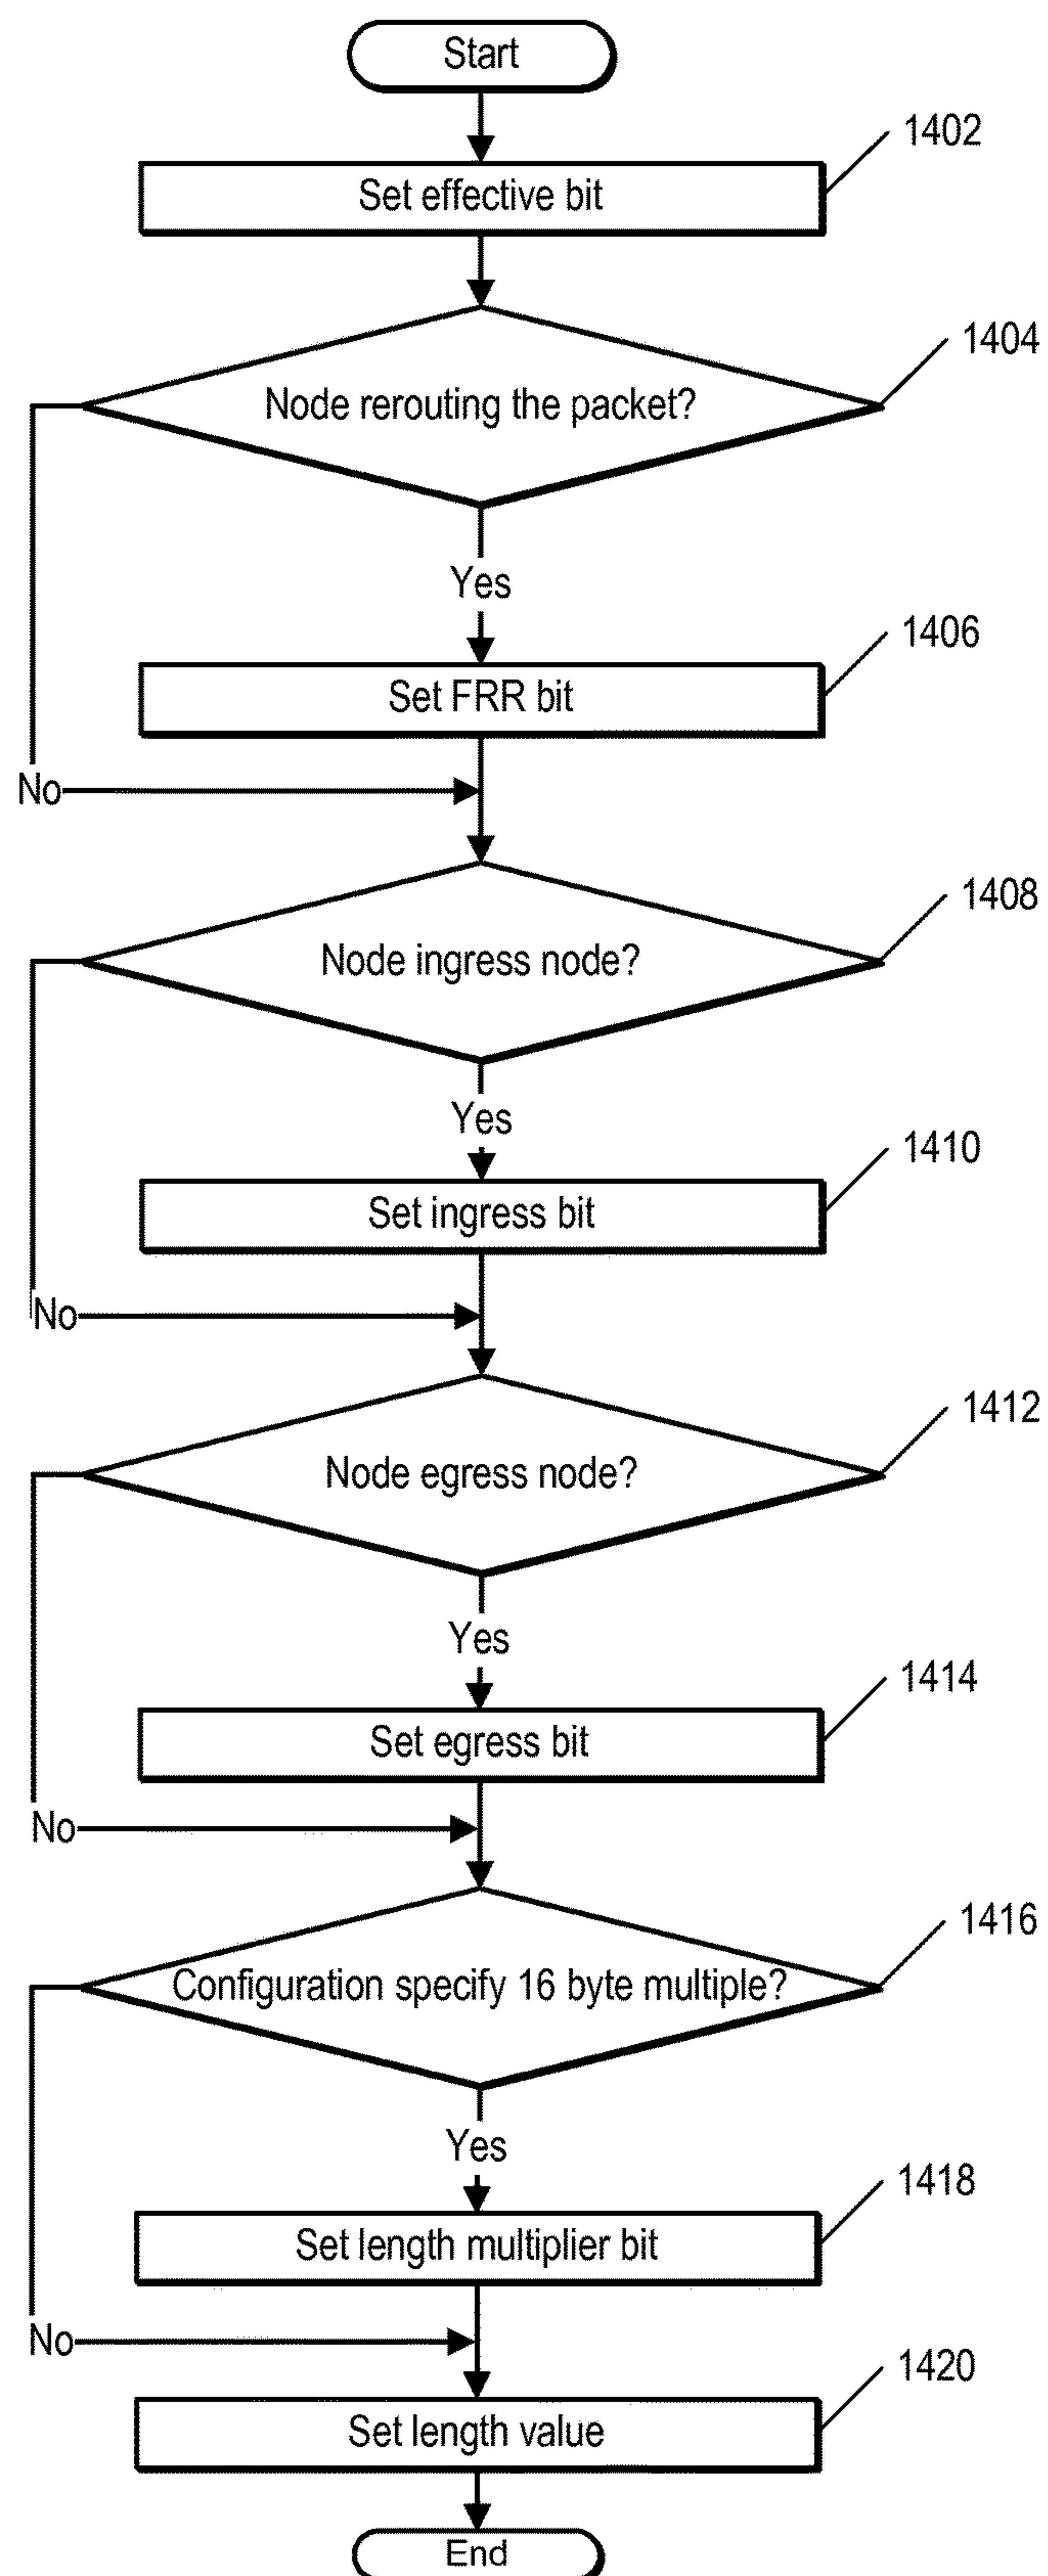 Start
1402
Set effective bit
1404
Node rerouting the packet?
Yes
1406
Set FRR bit
No
1408
Node ingress node?
Yes
1410
Set ingress bit
No
1412
Node egress node?
Yes
1414
Set egress bit
No
1416
Configuration specify 16 byte multiple?
Yes
1418
Set length multiplier bit
No
1420
Set length value
End